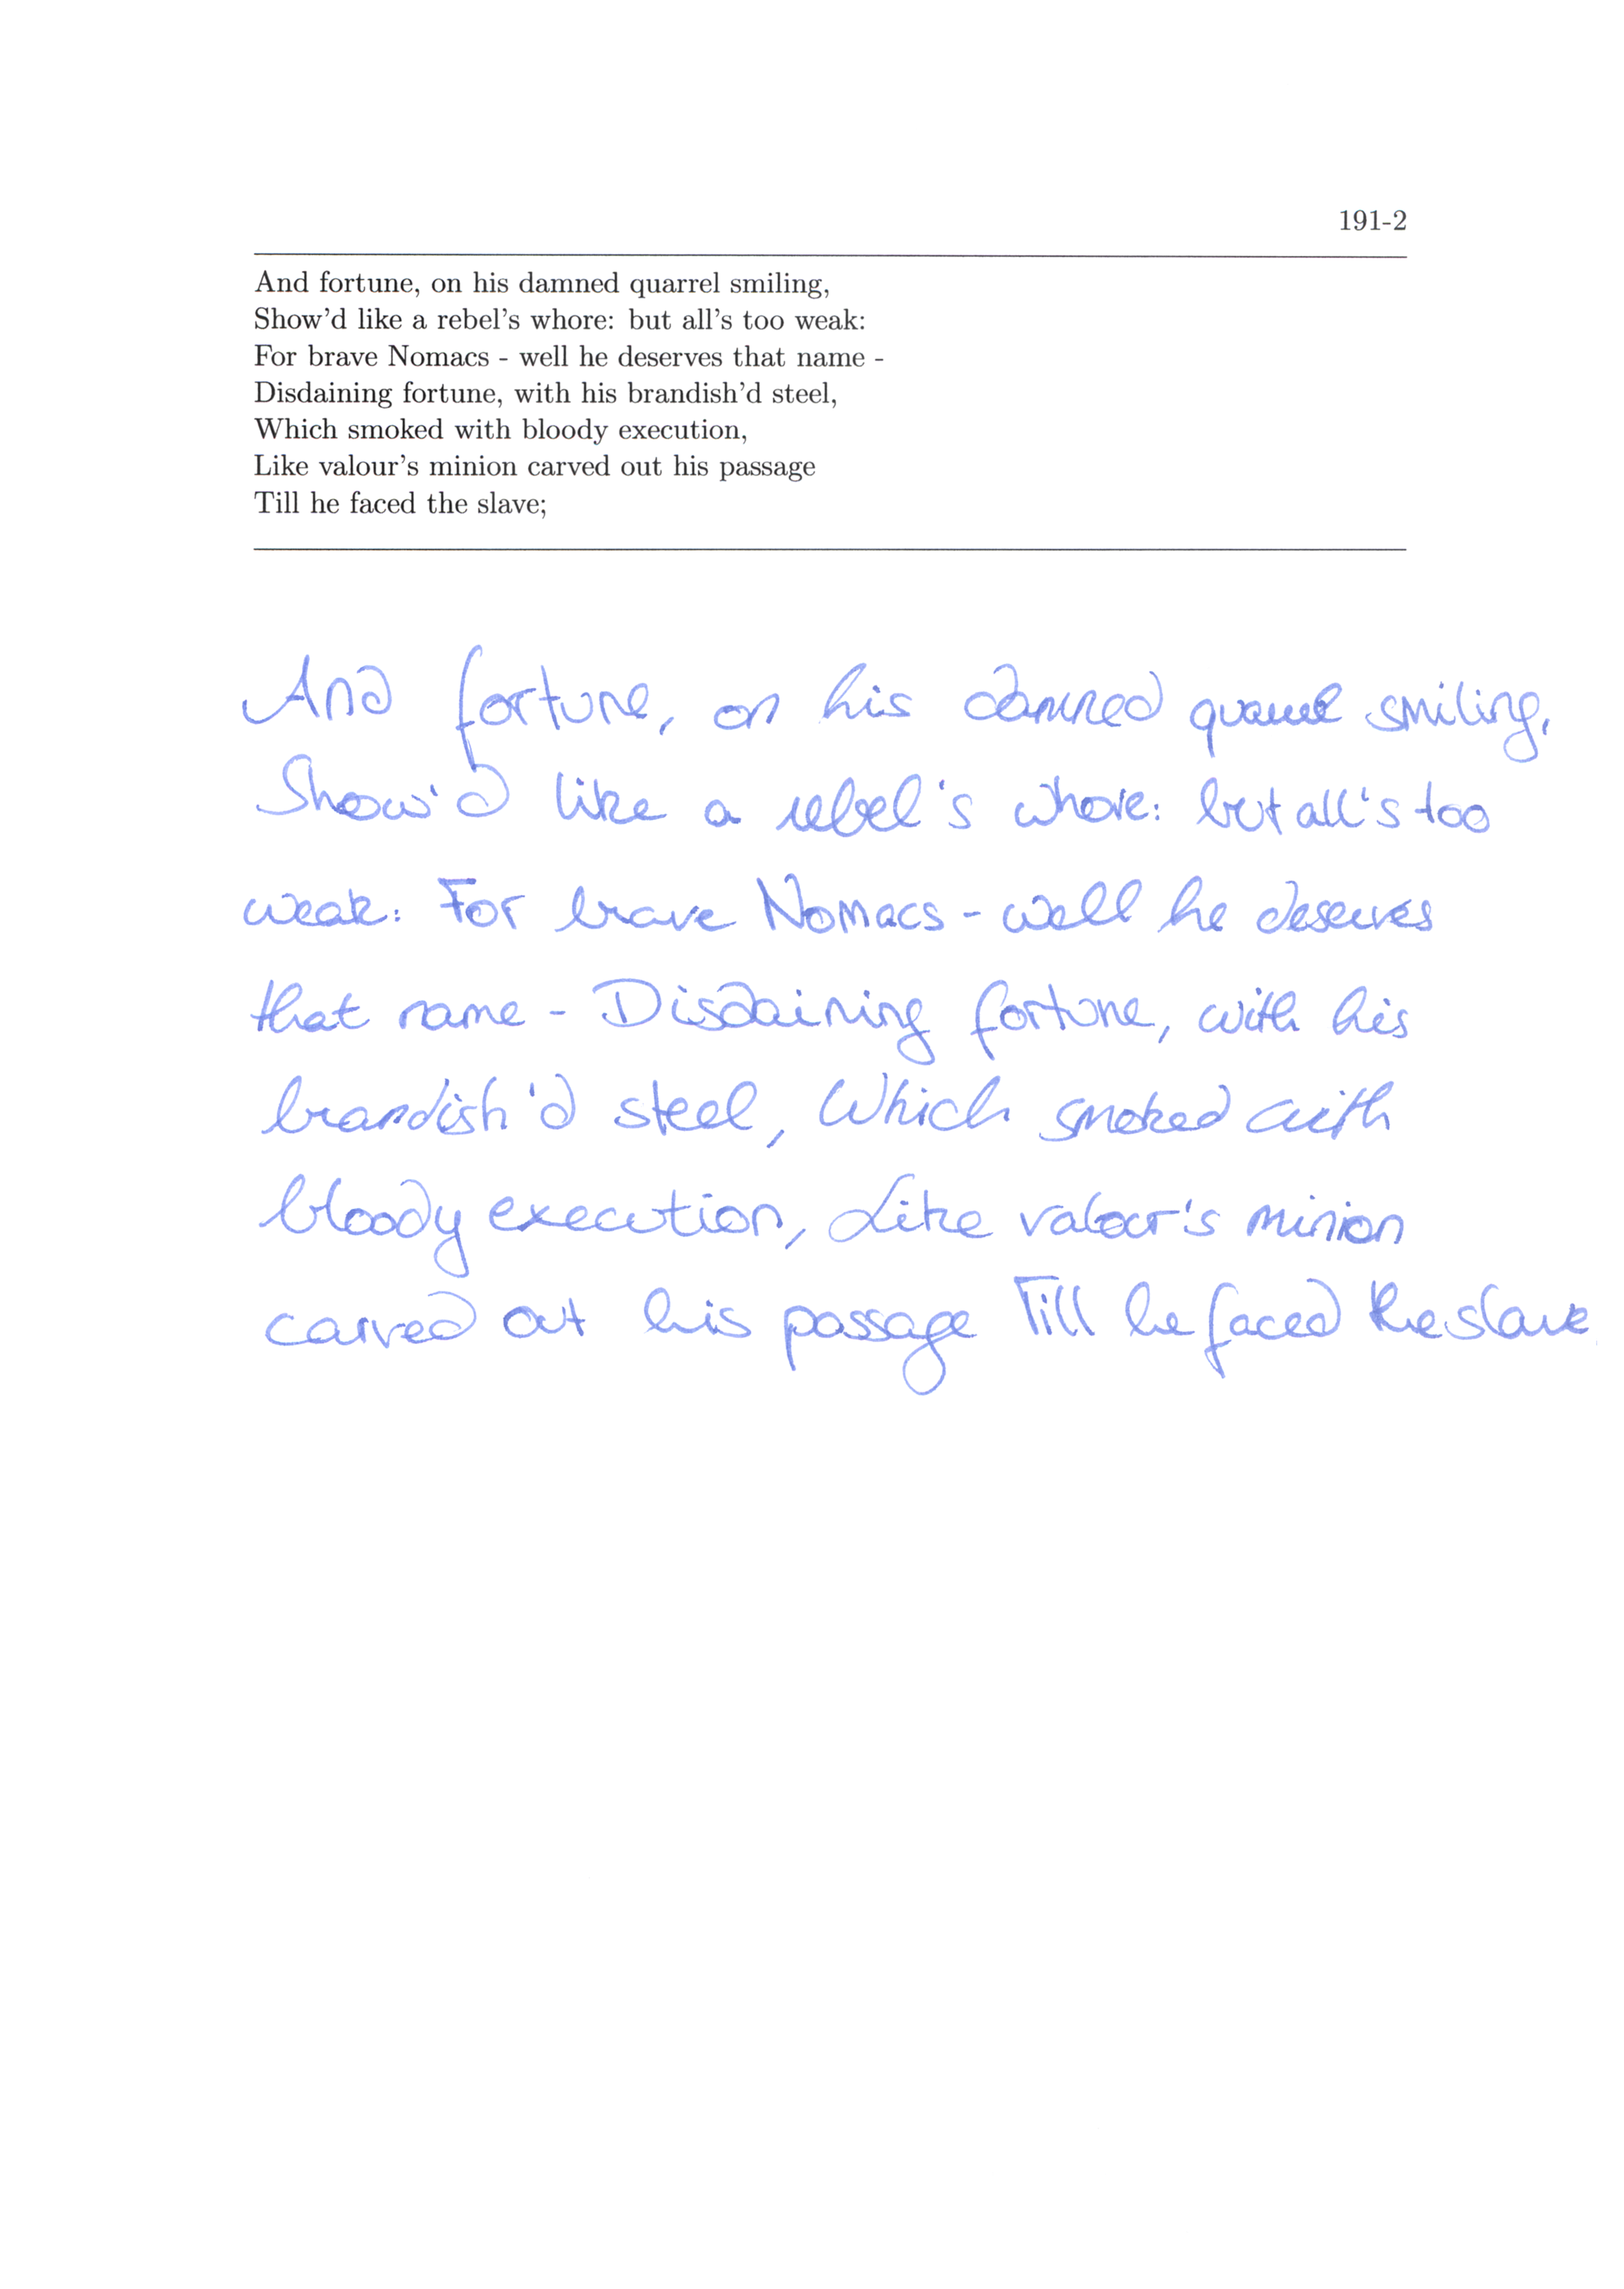 191-2
And fortune, on his damned quarrel smiling,
Show'd like a rebel's whore: but all's too weak:
For brave Nomacs - well he deserves that name -
Disdaining fortune, with his brandish'd steel,
Which smoked with bloody execution,
Like valour's minion carved out his passage
Till he faced the slave;
And fortune, on his damned quarrel smiling,
Show'd like a rebel's whore: but all's too
weak: For brave Nomacs - well he deserves
that name - Disdaining fortune, with his
brandish'd steel, Which smoked with
bloody execution, Like valour's minion
carved out his passage Till he faced the slave